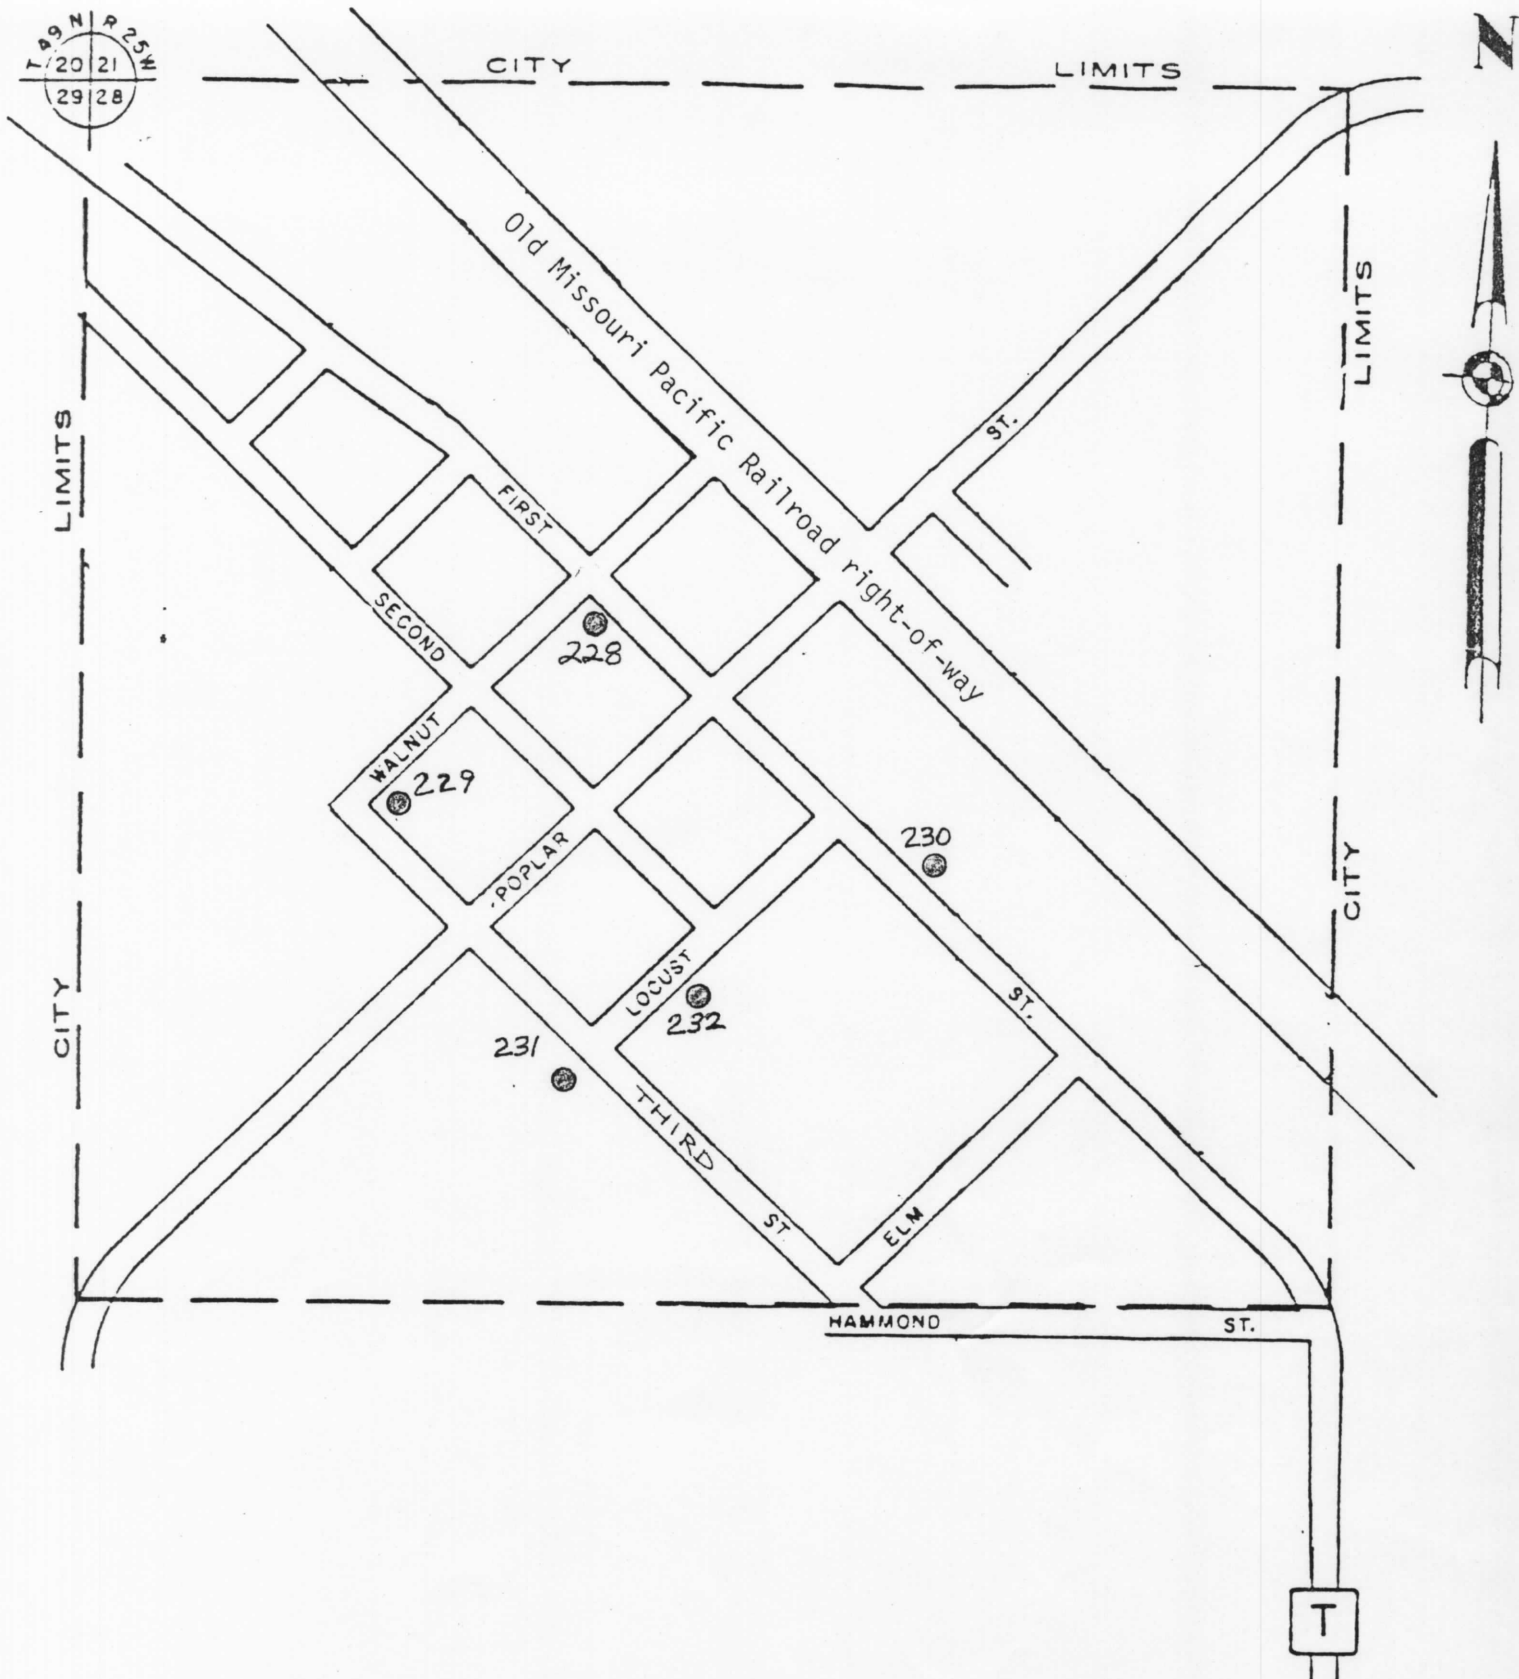 T 49 N R 25 W
20 21
29 28
CITY LIMITS
N
Old Missouri Pacific Railroad right-of-way
LIMITS
CITY
ST.
LIMITS
CITY
FIRST
ST.
SECOND
228
WALNUT
229
POPLAR
230
LOCUST
232
231
THIRD
ST.
ELM
HAMMOND ST.
T